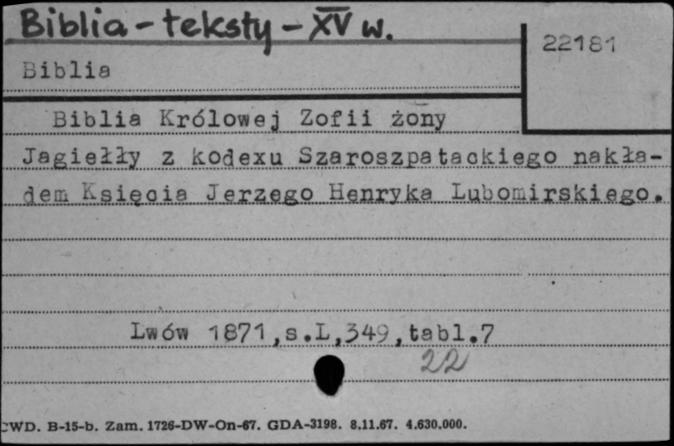 Biblia - teksty - XV w.
22181
Biblia
Biblia Królowej Zofii żony
Jagiełły z kodexu Szaroszpatackiego nakła-
dem Księcia Jerzego Henryka Lubomirskiego.
Lwów 1871,s.L,349,tabl.7
22
CWD. B-15-b. Zam. 1726-DW-On-67. GDA-3198. 8.11.67. 4.630.000.